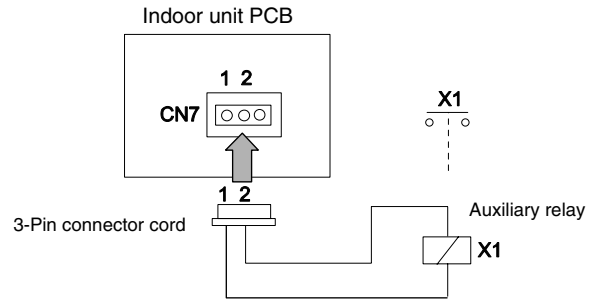 Indoor unit PCB
1 2
CN7
X1
1 2
3-Pin connector cord
Auxiliary relay
X1